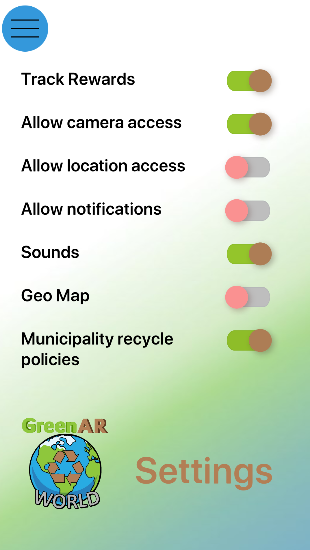 Track Rewards
Allow camera access
Allow location access
Allow notifications
Sounds
Geo Map
Municipality recycle
policies
GreenAR
WORLD
Settings